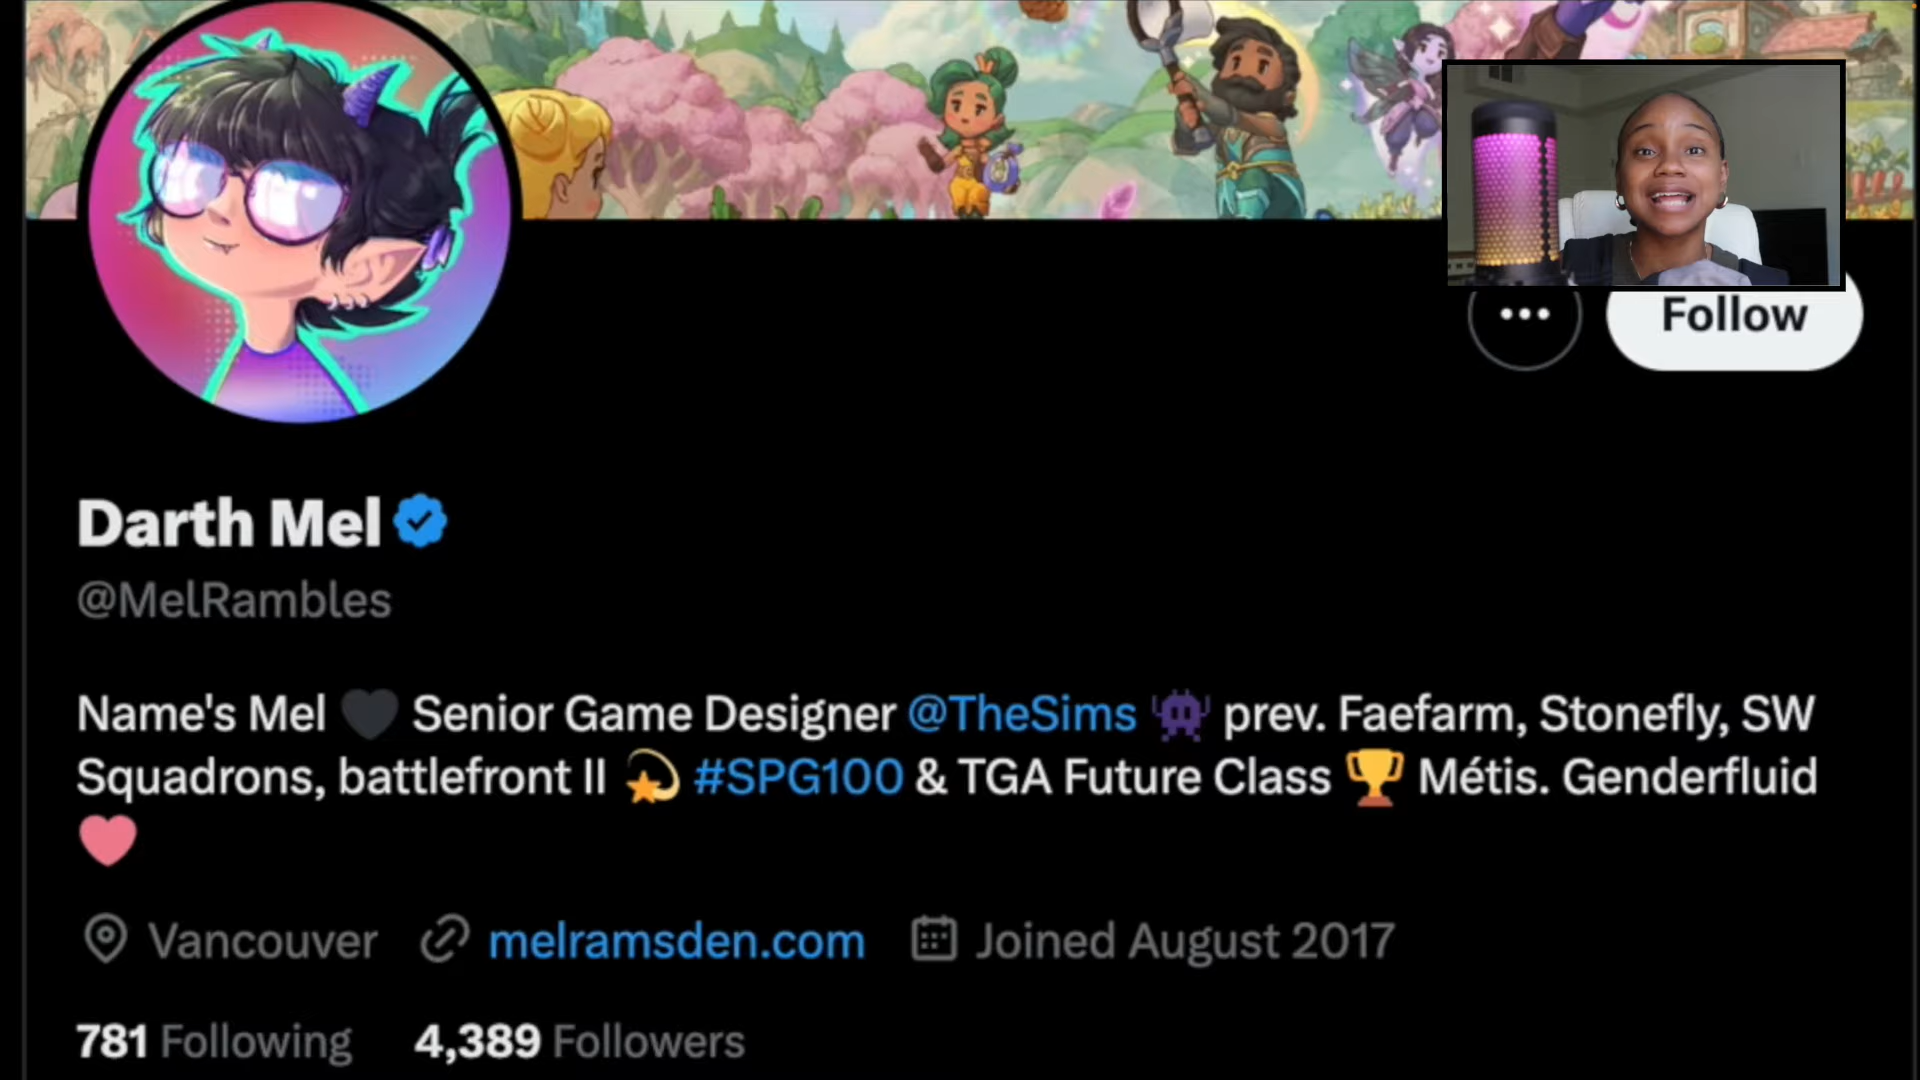 Follow
Darth Mel
@MelRambles
Name's Mel 🖤 Senior Game Designer @TheSims 👾 prev. Faefarm, Stonefly, SW
Squadrons, battlefront II 💫 #SPG100 & TGA Future Class 🏆 Métis. Genderfluid
🩷
Vancouver melramsden.com Joined August 2017
781 Following 4,389 Followers